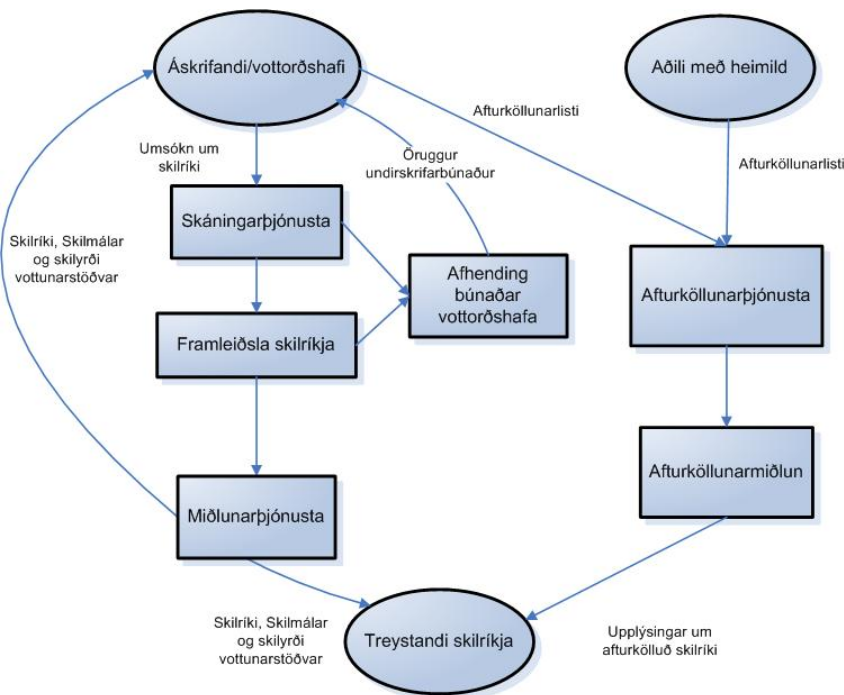 Áskrifandi/vottorðshafi
Aðili með heimild
Afturköllunarlisti
Umsókn um
skilríki
Öruggur
undirskrifarbúnaður
Afturköllunarlisti
Skáningarþjónusta
Skilríki, Skilmálar
og skilyrði
vottunarstöðvar
Afhending
búnaðar
vottorðshafa
Afturköllunarþjónusta
Framleiðsla skilríkja
Afturköllunarmiðlun
Miðlunarþjónusta
Skilríki, Skilmálar
og skilyrði
vottunarstöðvar
Treystandi skilríkja
Upplýsingar um
afturkölluð skilríki